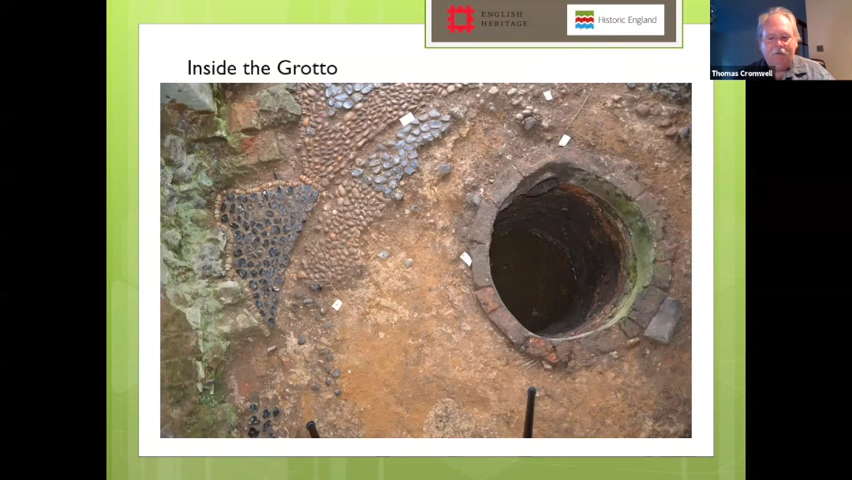 ENGLISH
HERITAGE
Historic England
Thomas Cromwell
Inside the Grotto